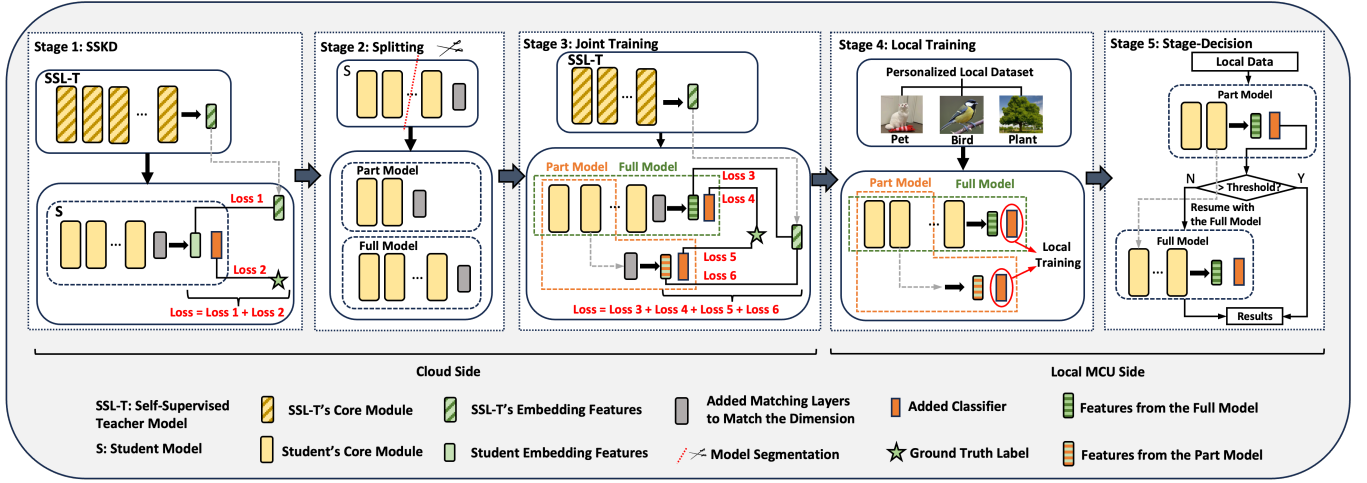 Stage 1: SSKD
SSL-T
S
Loss 1
Loss 2
Loss = Loss 1 + Loss 2
Stage 2: Splitting
S
...
Part Model
Full Model
...
Stage 3: Joint Training
SSL-T
...
Part Model Full Model
...
Loss 3
Loss 4
Loss 5
Loss 6
Loss = Loss 3 + Loss 4 + Loss 5 + Loss 6
Stage 4: Local Training
Personalized Local Dataset
Pet Bird Plant
Part Model Full Model
...
Local
Training
Stage 5: Stage-Decision
Local Data
Part Model
N > Threshold? Y
Resume with
the Full Model
Full Model
...
Results
Cloud Side
Local MCU Side
SSL-T: Self-Supervised
Teacher Model
S: Student Model
SSL-T's Core Module
Student's Core Module
SSL-T's Embedding Features
Student Embedding Features
Added Matching Layers
to Match the Dimension
Model Segmentation
Added Classifier
Ground Truth Label
Features from the Full Model
Features from the Part Model